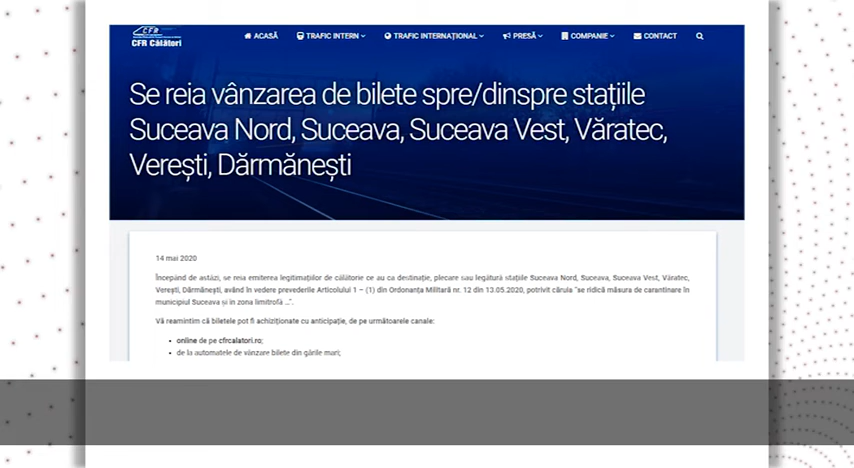 CFR
CFR Călători
ACASĂ TRAFIC INTERN TRAFIC INTERNAȚIONAL PRESĂ COMPANIE CONTACT
Se reia vânzarea de bilete spre/dinspre stațiile
Suceava Nord, Suceava, Suceava Vest, Văratec,
Verești, Dărmănești
14 mai 2020
Începând de astăzi, se reia emiterea legitimațiilor de călătorie ce au ca destinație, plecare sau legătură stațiile Suceava Nord, Suceava, Suceava Vest, Văratec,
Verești, Dărmănești, având în vedere prevederile Articolului 1 – (1) din Ordonanța Militară nr. 12 din 13.05.2020, potrivit căruia "se ridică măsura de carantinare în
municipiul Suceava și în zona limitrofă ...".
Vă reamintim că biletele pot fi achiziționate cu anticipație, de pe următoarele canale:
• online de pe cfrcalatori.ro;
• de la automatele de vânzare bilete din gările mari;